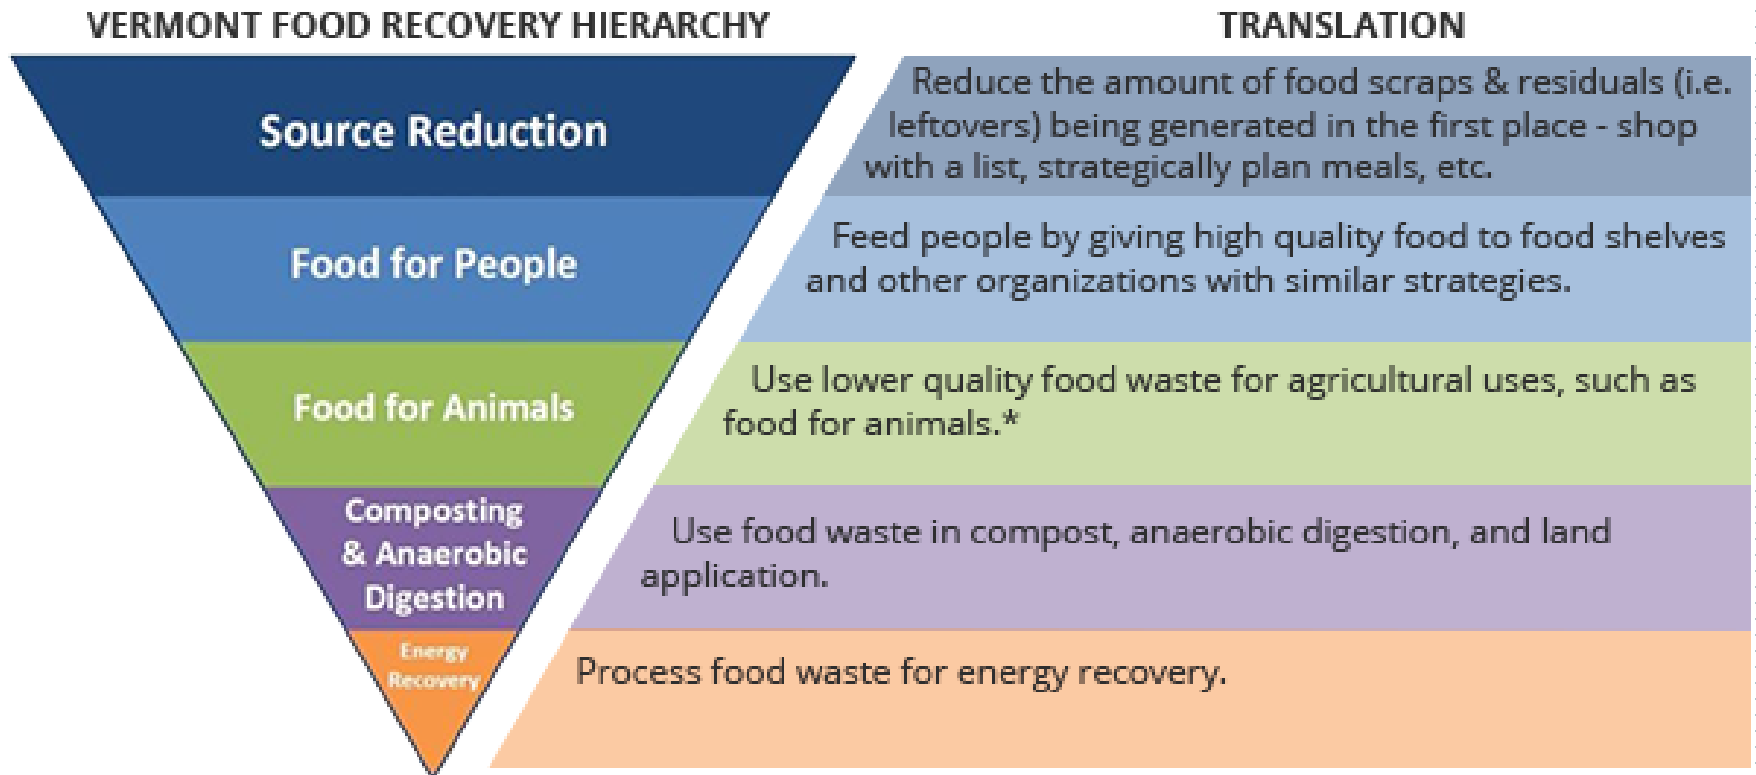 VERMONT FOOD RECOVERY HIERARCHY
TRANSLATION
Source Reduction
Reduce the amount of food scraps & residuals (i.e.
leftovers) being generated in the first place - shop
with a list, strategically plan meals, etc.
Food for People
Feed people by giving high quality food to food shelves
and other organizations with similar strategies.
Food for Animals
Use lower quality food waste for agricultural uses, such as
food for animals.*
Composting
& Anaerobic
Digestion
Use food waste in compost, anaerobic digestion, and land
application.
Energy
Recovery
Process food waste for energy recovery.